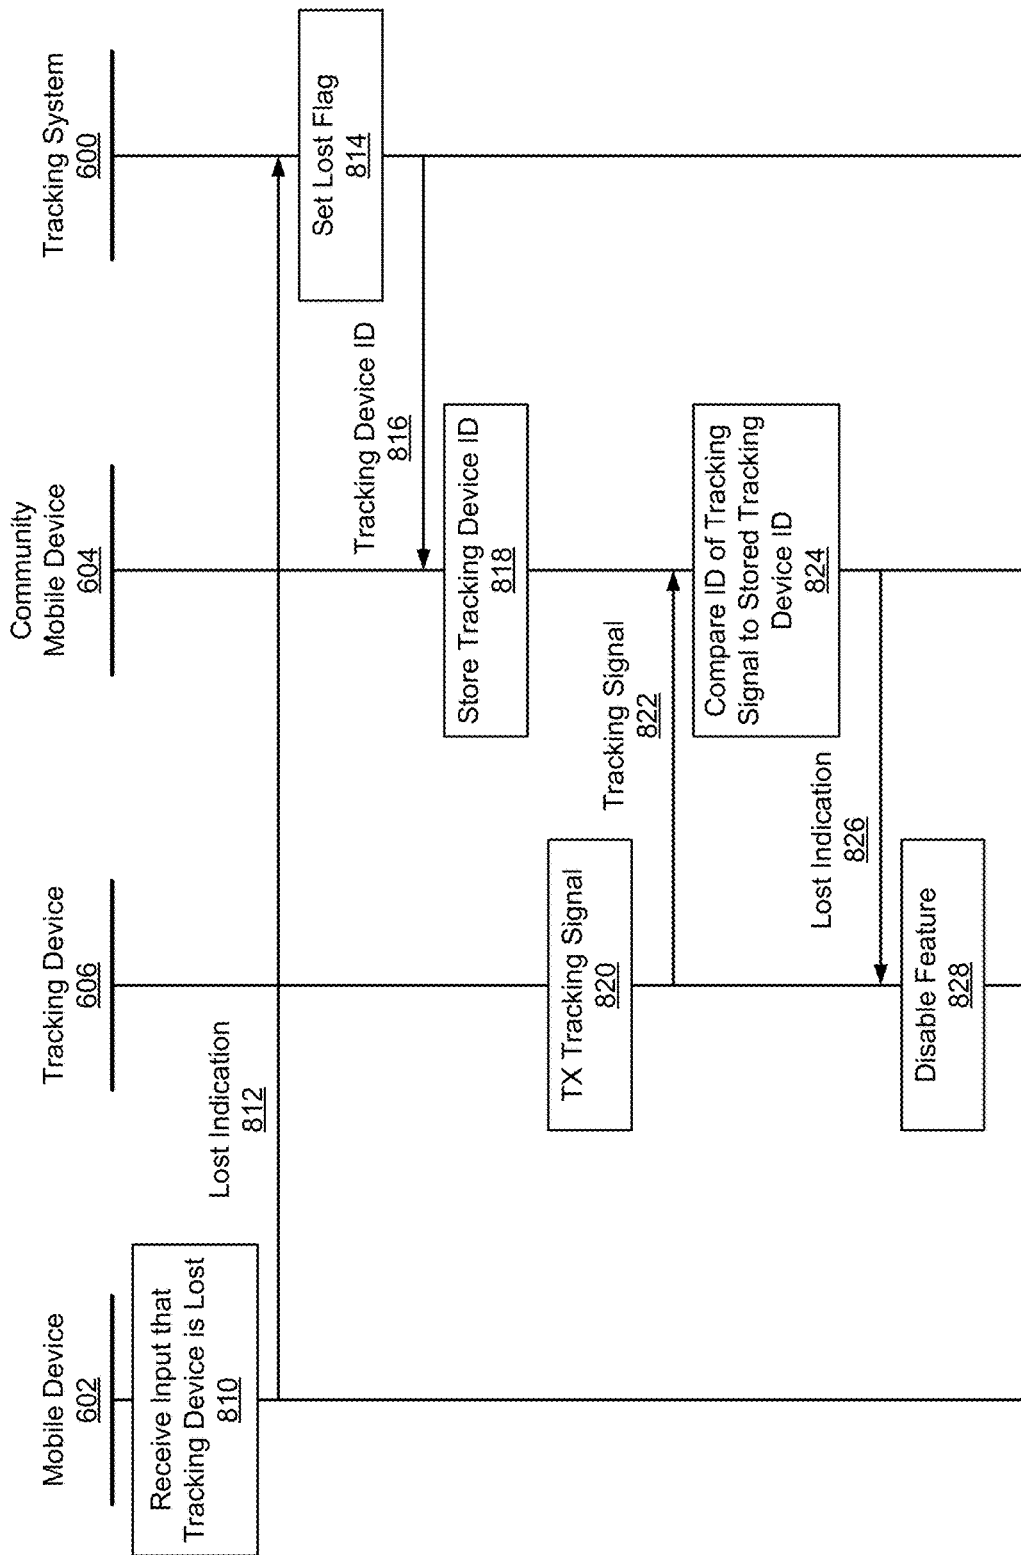 Mobile Device
602
Tracking Device
606
Community
Mobile Device
604
Tracking System
600
Receive Input that
Tracking Device is Lost
810
Lost Indication
812
Set Lost Flag
814
Tracking Device ID
816
Store Tracking Device ID
818
TX Tracking Signal
820
Tracking Signal
822
Compare ID of Tracking
Signal to Stored Tracking
Device ID
824
Lost Indication
826
Disable Feature
828